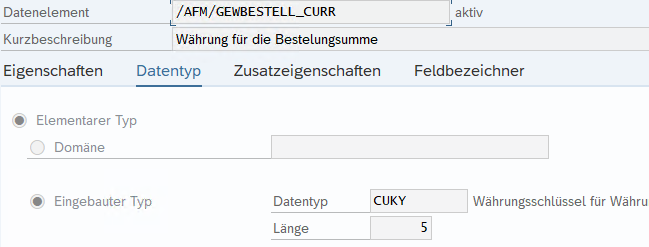 Datenelement /AFM/GEWBESTELL_CURR aktiv
Kurzbeschreibung Währung für die Bestelungsumme
Eigenschaften Datentyp Zusatzeigenschaften Feldbezeichner
Elementarer Typ
Domäne
Eingebauter Typ Datentyp CUKY Währungsschlüssel für Währu
Länge 5